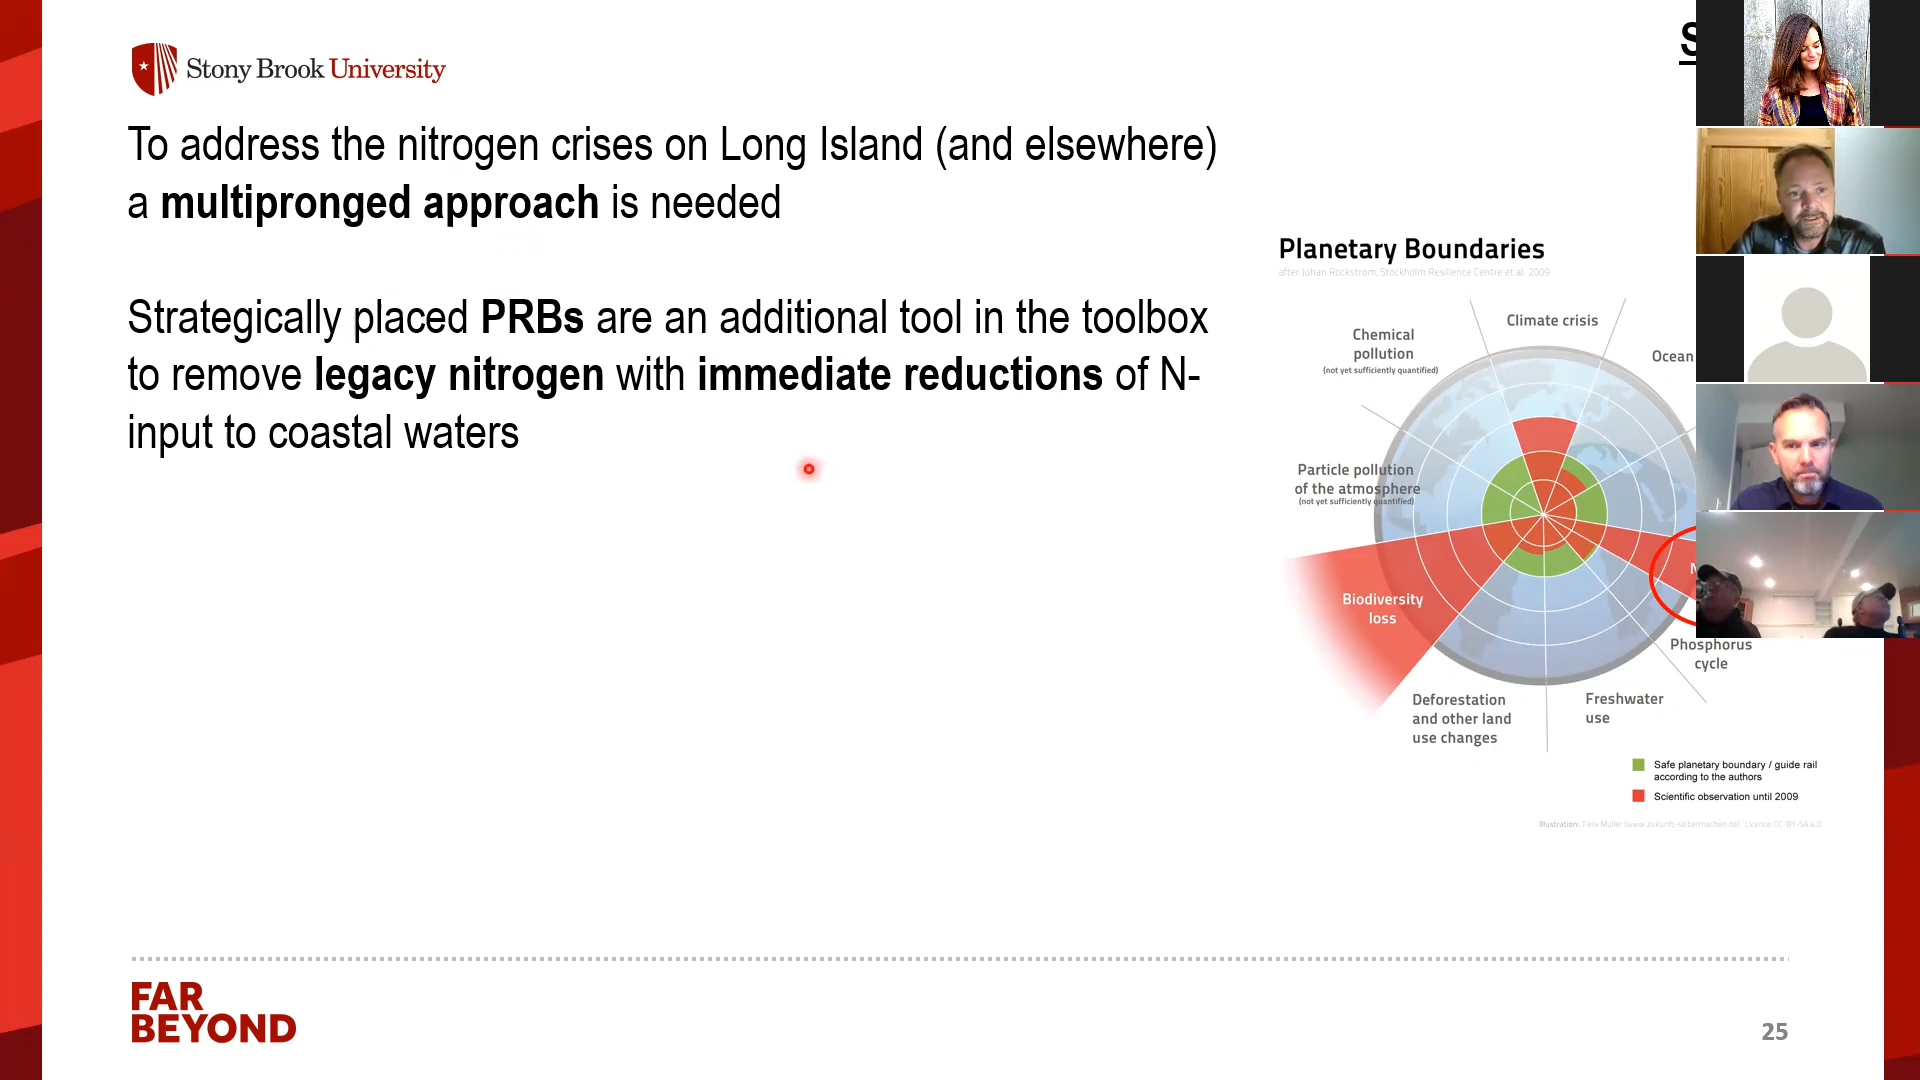 Stony Brook University
To address the nitrogen crises on Long Island (and elsewhere)
a multipronged approach is needed
Strategically placed PRBs are an additional tool in the toolbox
to remove legacy nitrogen with immediate reductions of N-
input to coastal waters
Planetary Boundaries
after Johan Rockström, Stockholm Resilience Centre et al. 2009
Climate crisis
Chemical
pollution
(not yet sufficiently quantified)
Ocean
Particle pollution
of the atmosphere
(not yet sufficiently quantified)
Biodiversity
loss
Phosphorus
cycle
Deforestation
and other land
use changes
Freshwater
use
Safe planetary boundary / guide rail
according to the authors
Scientific observation until 2009
Illustration: Felix Müller (www.zukunft-selbermachen.de) Licence: CC-BY-SA 4.0
FAR
BEYOND
25